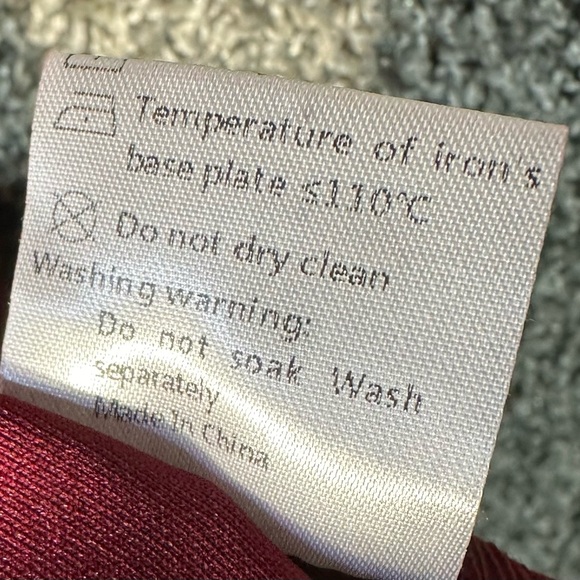 Temperature of iron's
base plate ≤110℃
Do not dry clean
Washing warning:
Do not soak Wash
separately
Made In China